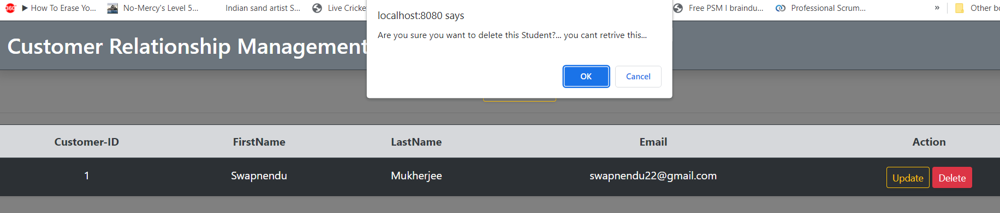 360° ▶ How To Erase Yo... No-Mercy's Level 5... Indian sand artist S... Live Cricke Free PSM I braindu... Professional Scrum... » Other bo
localhost:8080 says
Are you sure you want to delete this Student?... you cant retrive this...
Customer Relationship Management
OK Cancel
Customer-ID FirstName LastName Email Action
1 Swapnendu Mukherjee swapnendu22@gmail.com Update Delete